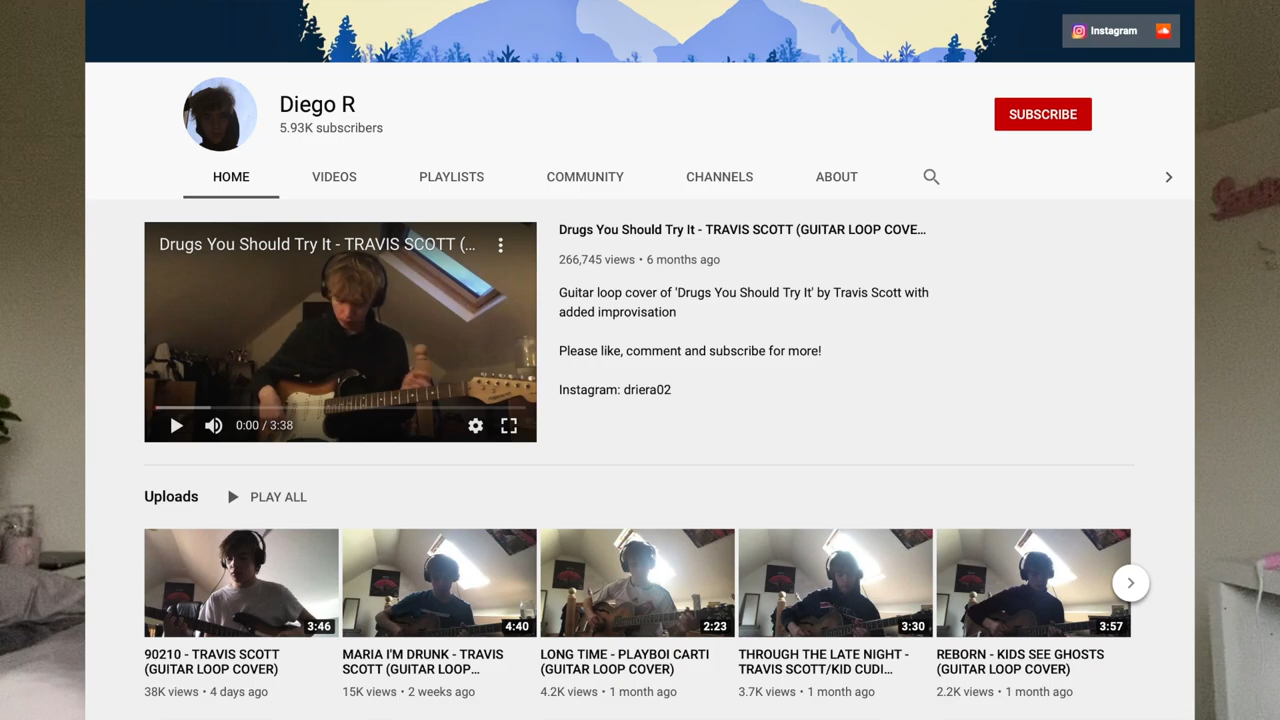 Instagram
Diego R
5.93K subscribers
SUBSCRIBE
HOME
VIDEOS
PLAYLISTS
COMMUNITY
CHANNELS
ABOUT
Drugs You Should Try It - TRAVIS SCOTT (...
0:00 / 3:38
Drugs You Should Try It - TRAVIS SCOTT (GUITAR LOOP COVE...
266,745 views • 6 months ago
Guitar loop cover of 'Drugs You Should Try It' by Travis Scott with
added improvisation
Please like, comment and subscribe for more!
Instagram: driera02
Uploads
PLAY ALL
3:46
90210 - TRAVIS SCOTT
(GUITAR LOOP COVER)
38K views • 4 days ago
4:40
MARIA I'M DRUNK - TRAVIS
SCOTT (GUITAR LOOP...
15K views • 2 weeks ago
2:23
LONG TIME - PLAYBOI CARTI
(GUITAR LOOP COVER)
4.2K views • 1 month ago
3:30
THROUGH THE LATE NIGHT -
TRAVIS SCOTT/KID CUDI...
3.7K views • 1 month ago
3:57
REBORN - KIDS SEE GHOSTS
(GUITAR LOOP COVER)
2.2K views • 1 month ago